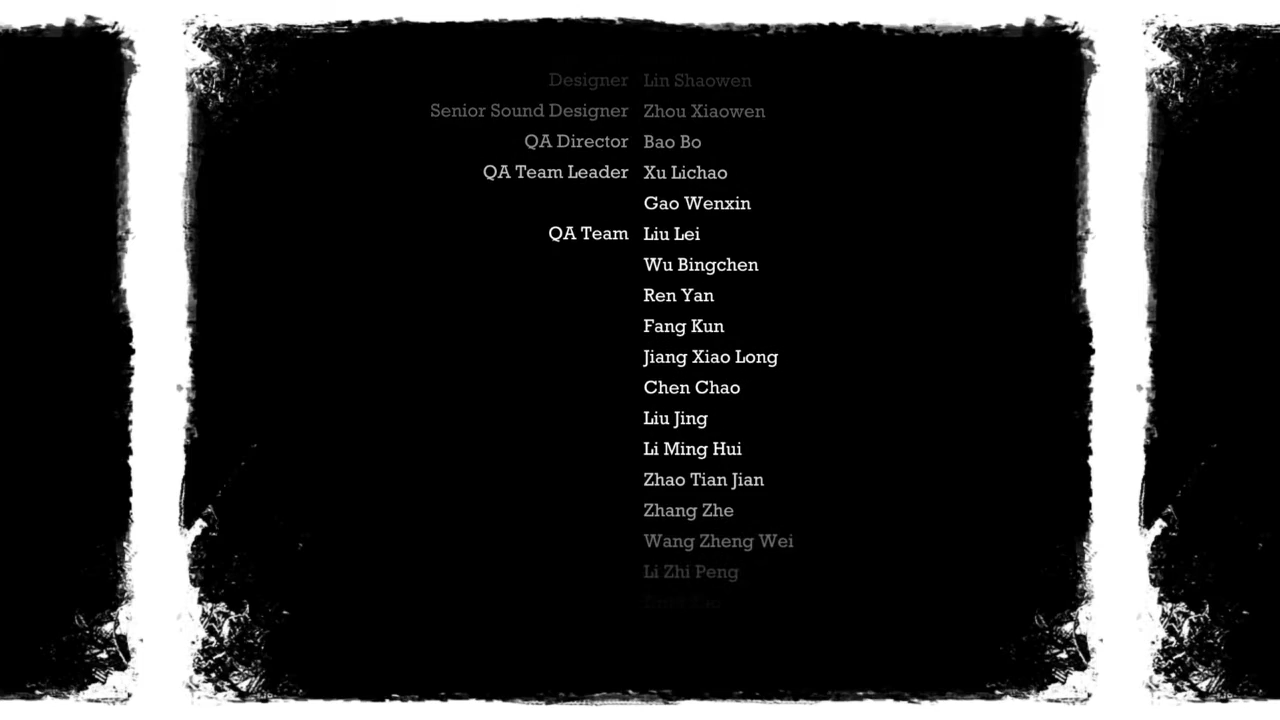 Designer Lin Shaowen
Senior Sound Designer Zhou Xiaowen
QA Director Bao Bo
QA Team Leader Xu Lichao
Gao Wenxin
QA Team Liu Lei
Wu Bingchen
Ren Yan
Fang Kun
Jiang Xiao Long
Chen Chao
Liu Jing
Li Ming Hui
Zhao Tian Jian
Zhang Zhe
Wang Zheng Wei
Li Zhi Peng